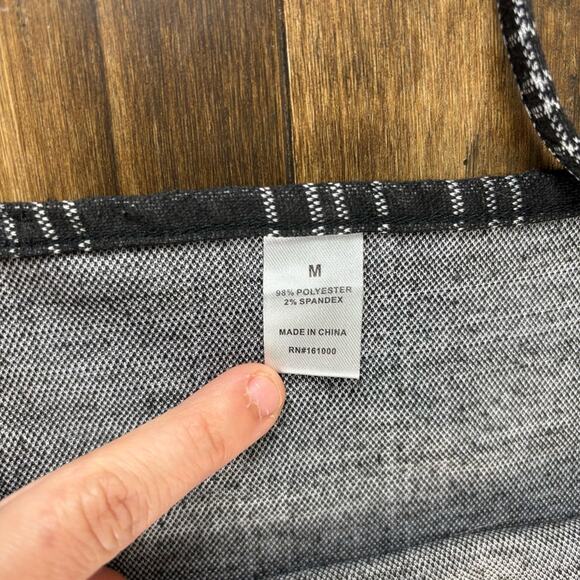 M
98% POLYESTER
2% SPANDEX
MADE IN CHINA
RN#161000